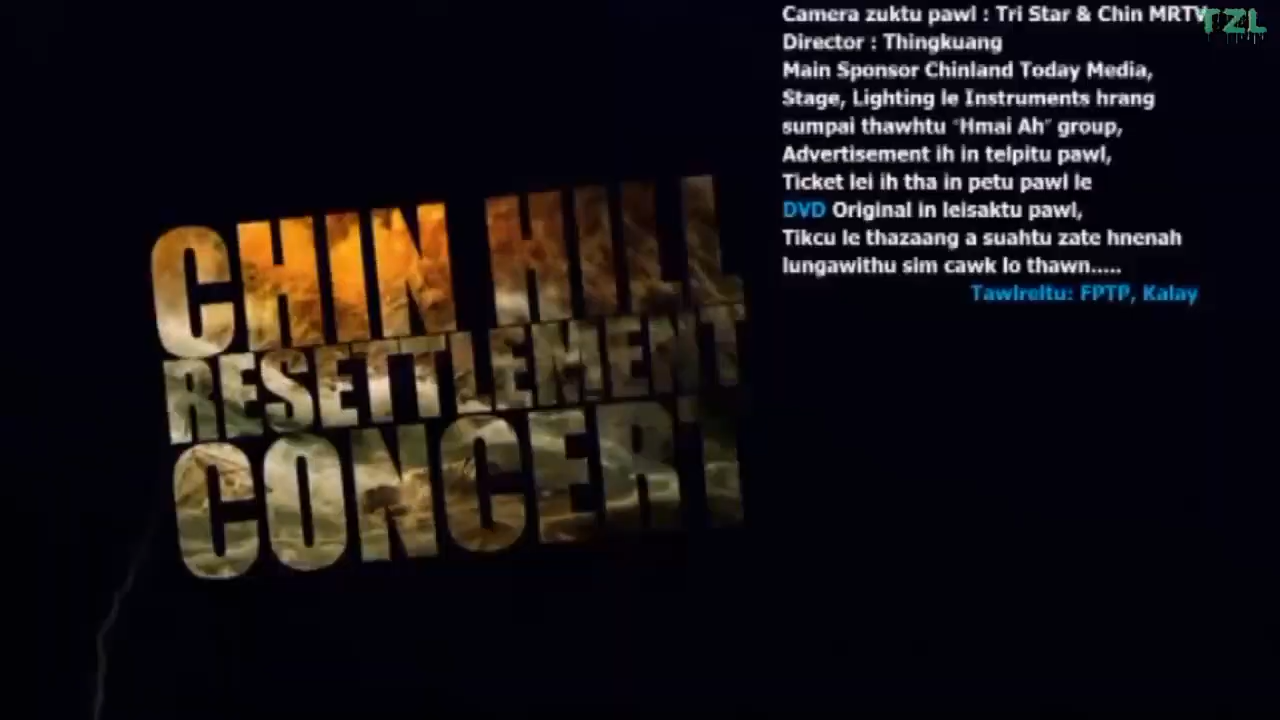 Camera zuktu pawl : Tri Star & Chin MRTV
TZL
Director : Thingkuang
Main Sponsor Chinland Today Media,
Stage, Lighting le Instruments hrang
sumpai thawhtu "Hmai Ah" group,
Advertisement ih in telpitu pawl,
Ticket lei ih tha in petu pawl le
DVD Original in leisaktu pawl,
Tikcu le thazaang a suahtu zate hnenah
lungawithu sim cawk lo thawn.....
Tawlreltu: FPTP, Kalay
CHIN HILL
RESETTLEMENT
CONCERT